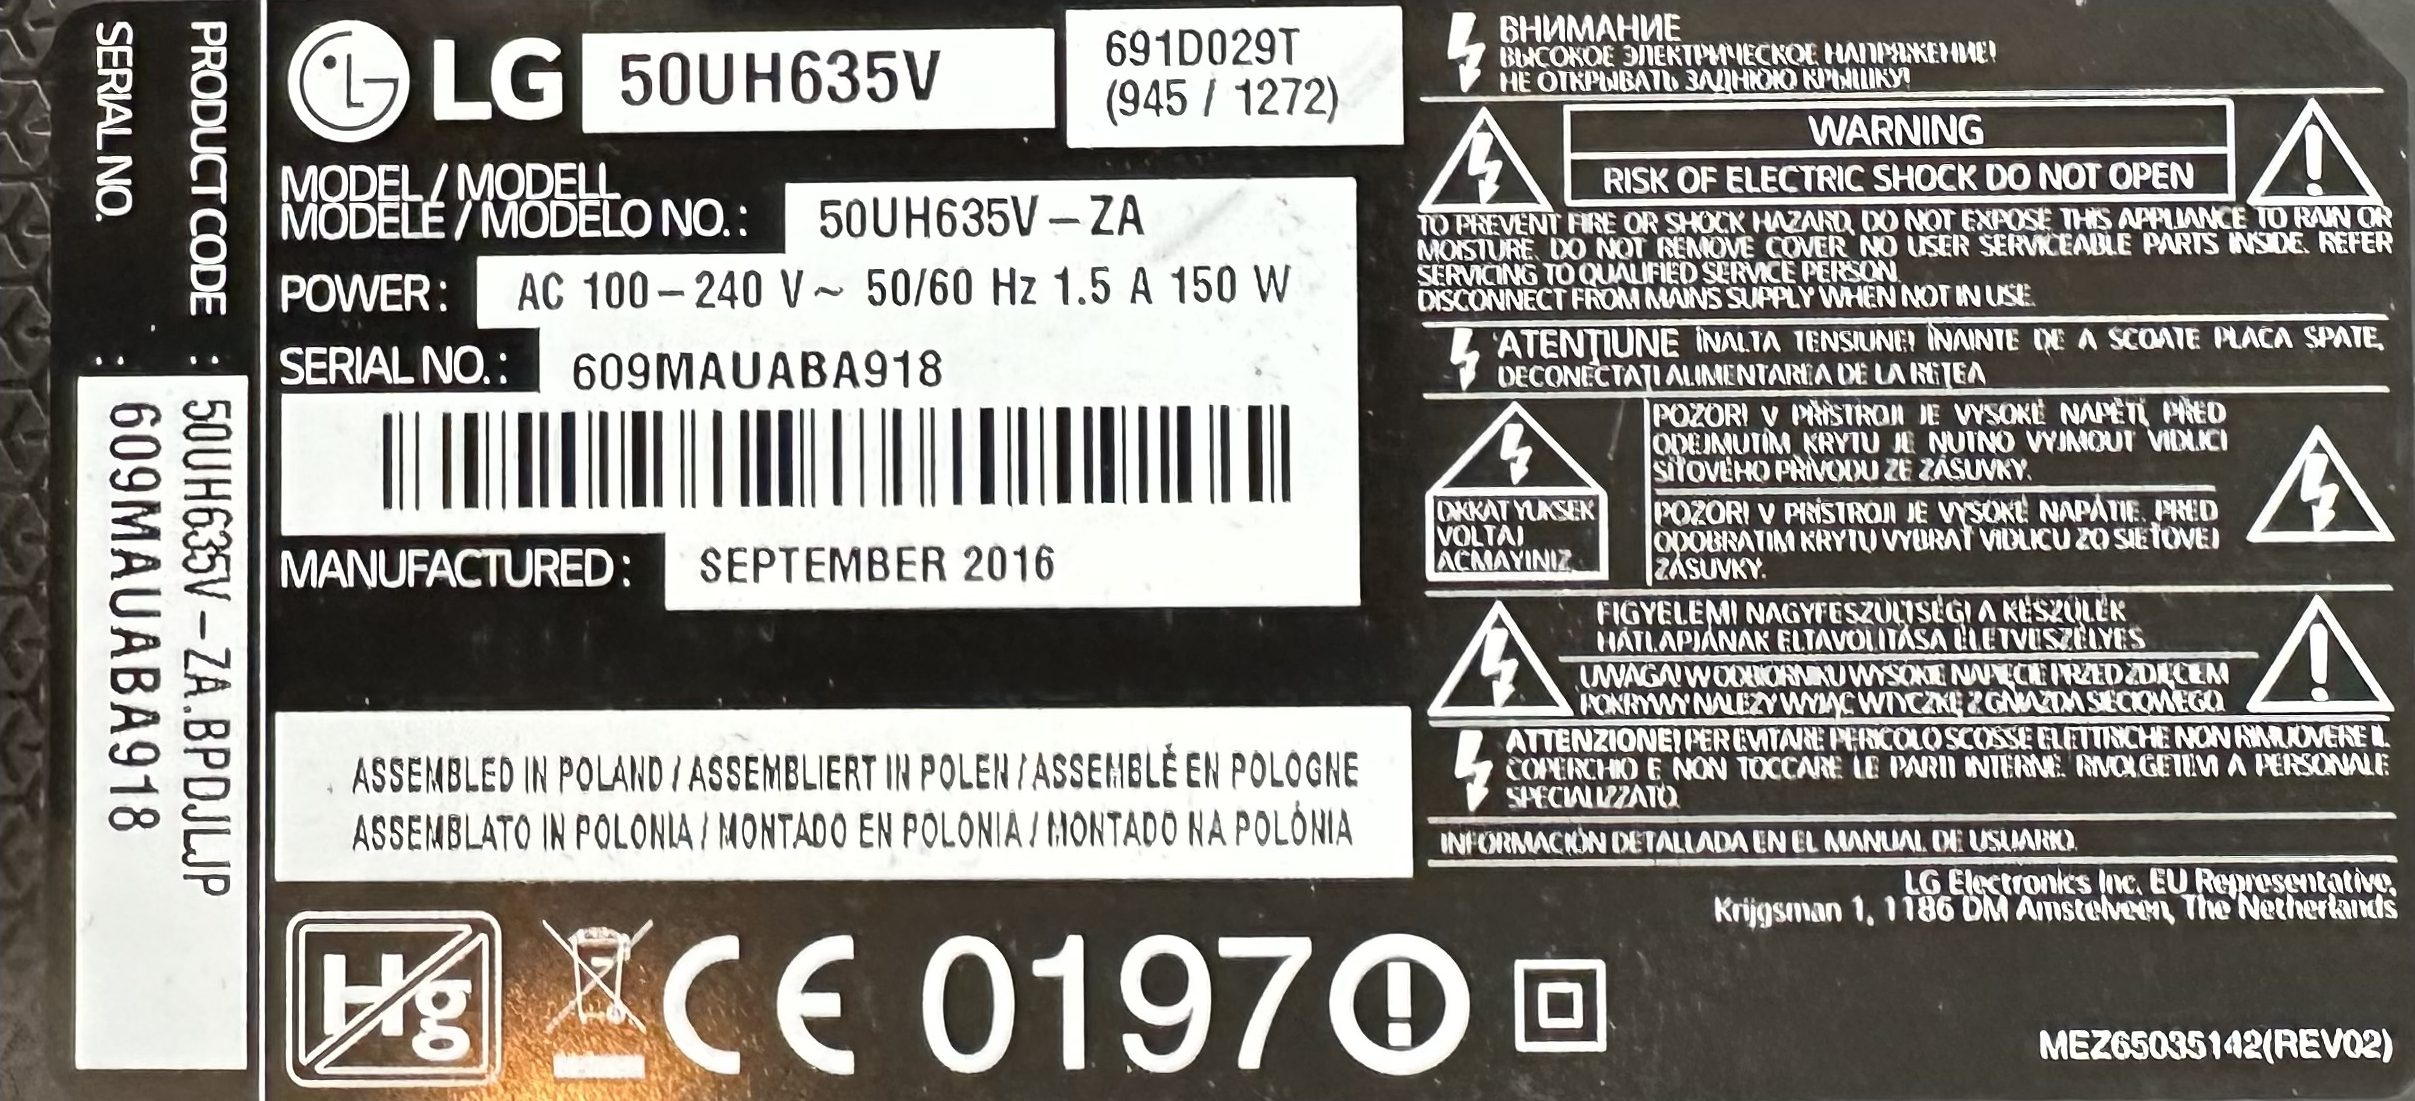 PRODUCT CODE : 50UH635V-ZA.BPDJLJP
SERIAL NO. : 609MAUABA918
LG 50UH635V
691D029T
(945 / 1272)
MODEL / MODELL
MODÈLE / MODELO NO. : 50UH635V-ZA
POWER : AC 100-240 V~ 50/60 Hz 1.5 A 150 W
SERIAL NO. : 609MAUABA918
MANUFACTURED : SEPTEMBER 2016
ASSEMBLED IN POLAND / ASSEMBLIERT IN POLEN / ASSEMBLÉ EN POLOGNE
ASSEMBLATO IN POLONIA / MONTADO EN POLONIA / MONTADO NA POLÓNIA
Hg
CE 0197
ВНИМАНИЕ
ВЫСОКОЕ ЭЛЕКТРИЧЕСКОЕ НАПРЯЖЕНИЕ!
НЕ ОТКРЫВАТЬ ЗАДНЮЮ КРЫШКУ!
WARNING
RISK OF ELECTRIC SHOCK DO NOT OPEN
TO PREVENT FIRE OR SHOCK HAZARD, DO NOT EXPOSE THIS APPLIANCE TO RAIN OR
MOISTURE. DO NOT REMOVE COVER. NO USER SERVICEABLE PARTS INSIDE. REFER
SERVICING TO QUALIFIED SERVICE PERSON.
DISCONNECT FROM MAINS SUPPLY WHEN NOT IN USE.
ATENȚIUNE ÎNALTA TENSIUNE! ÎNAINTE DE A SCOATE PLACA SPATE,
DECONECTAȚI ALIMENTAREA DE LA REȚEA
POZOR! V PŘÍSTROJI JE VYSOKÉ NAPĚTÍ, PŘED
ODEJMUTÍM KRYTU JE NUTNO VYJMOUT VIDLICI
SÍŤOVÉHO PŘÍVODU ZE ZÁSUVKY.
DIKKAT YUKSEK
VOLTAJ
ACMAYINIZ.
POZOR! V PRÍSTROJI JE VYSOKÉ NAPÄTIE. PRED
ODOBRATIM KRYTU VYBRAŤ VIDLICU ZO SIEŤOVEJ
ZÁSUVKY.
FIGYELEM! NAGYFESZÜLTSÉG! A KÉSZÜLÉK
HÁTLAPJÁNAK ELTÁVOLÍTÁSA ÉLETVESZÉLYES
UWAGA! W ODBIORNIKU WYSOKIE NAPIĘCIE PRZED ZDJĘCIEM
POKRYWY NALEŻY WYJĄĆ WTYCZKĘ Z GNIAZDA SIECIOWEGO.
ATTENZIONE! PER EVITARE PERICOLO SCOSSE ELETTRICHE NON RIMUOVERE IL
COPERCHIO E NON TOCCARE LE PARTI INTERNE. RIVOLGETEVI A PERSONALE
SPECIALIZZATO.
INFORMACIÓN DETALLADA EN EL MANUAL DE USUARIO.
LG Electronics Inc. EU Representative,
Krijgsman 1, 1186 DM Amstelveen, The Netherlands
MEZ65035142(REV02)